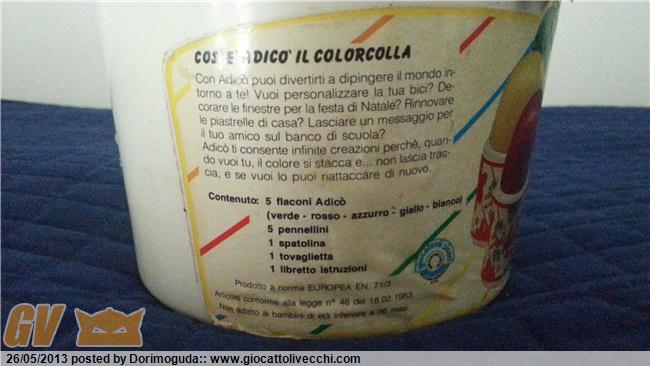 COS'E' ADICO' IL COLORCOLLA
Con Adicò puoi divertirti a dipingere il mondo in-
torno a te! Vuoi personalizzare la tua bici? De-
corare le finestre per la festa di Natale? Rinnovare
le piastrelle di casa? Lasciare un messaggio per
il tuo amico sul banco di scuola?
Adicò ti consente infinite creazioni perchè, quan-
do vuoi tu, il colore si stacca e... non lascia trac-
cia, e se vuoi lo puoi riattaccare di nuovo.
Contenuto: 5 flaconi Adicò
(verde - rosso - azzurro - giallo - bianco)
5 pennellini
1 spatolina
1 tovaglietta
1 libretto istruzioni
Prodotto a norma EUROPEA EN. 71/3
Articolo conforme alla legge n° 46 del 18.02.1983.
Non adatto ai bambini di età inferiore a 36 mesi.
GV
26/05/2013 posted by Dorimoguda:: www.giocattolivecchi.com